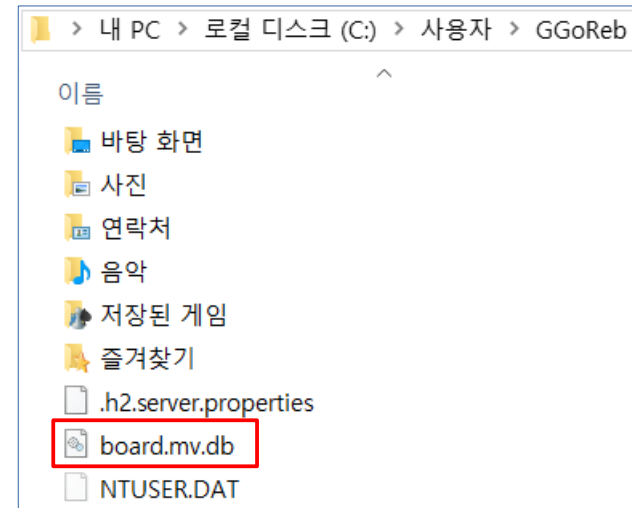 > 내 PC > 로컬 디스크 (C:) > 사용자 > GGoReb
이름
바탕 화면
사진
연락처
음악
저장된 게임
즐겨찾기
.h2.server.properties
board.mv.db
NTUSER.DAT